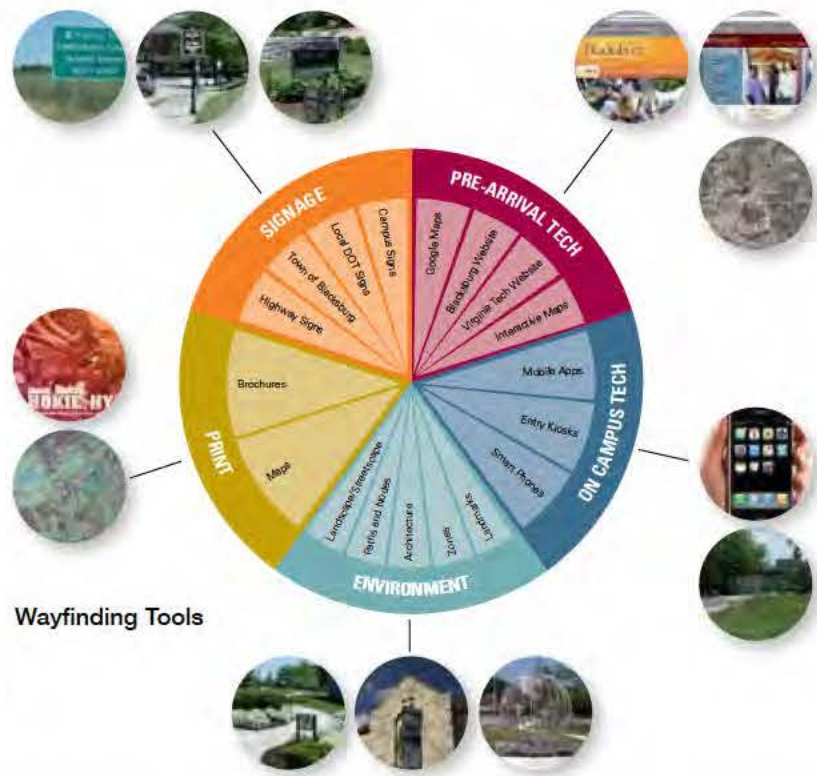 SIGNAGE
Highway Signs
Town of Blacksburg
Local DOT Signs
Campus Signs
PRE-ARRIVAL TECH
Google Maps
Blacksburg Website
Virginia Tech Website
Interactive Maps
ON CAMPUS TECH
Mobile Apps
Entry Kiosks
Smart Phones
ENVIRONMENT
Landmarks
Zones
Architecture
Paths and Nodes
Landscape/Streetscape
PRINT
Maps
Brochures
HOKIE
Wayfinding Tools